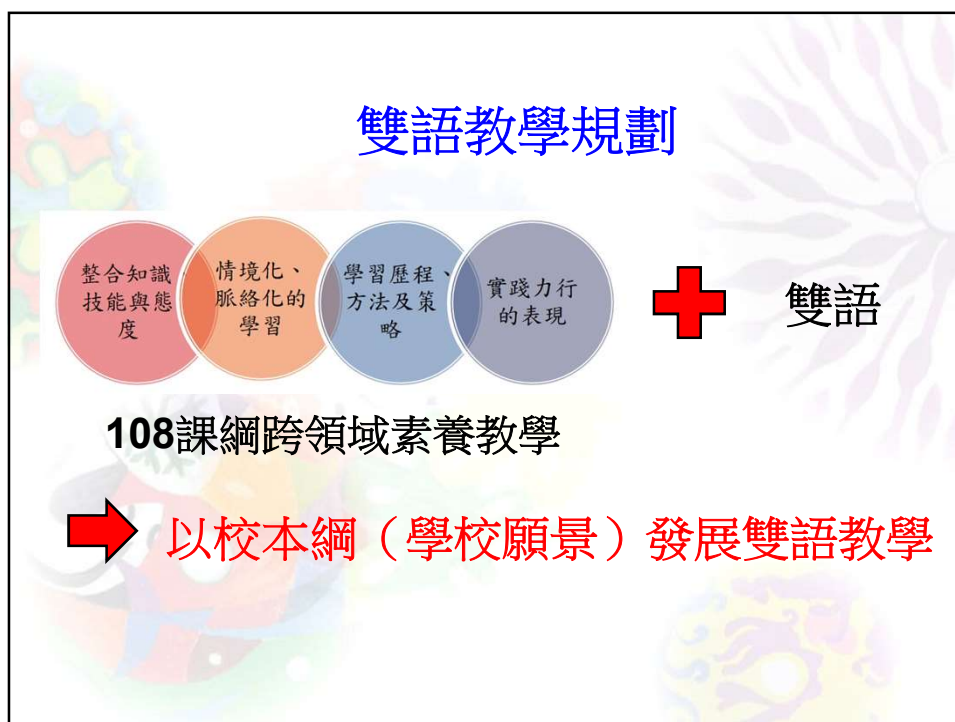 雙語教學規劃
整合知識、
技能與態
度
情境化、
脈絡化的
學習
學習歷程、
方法及策
略
實踐力行
的表現
雙語
108課綱跨領域素養教學
以校本綱（學校願景）發展雙語教學